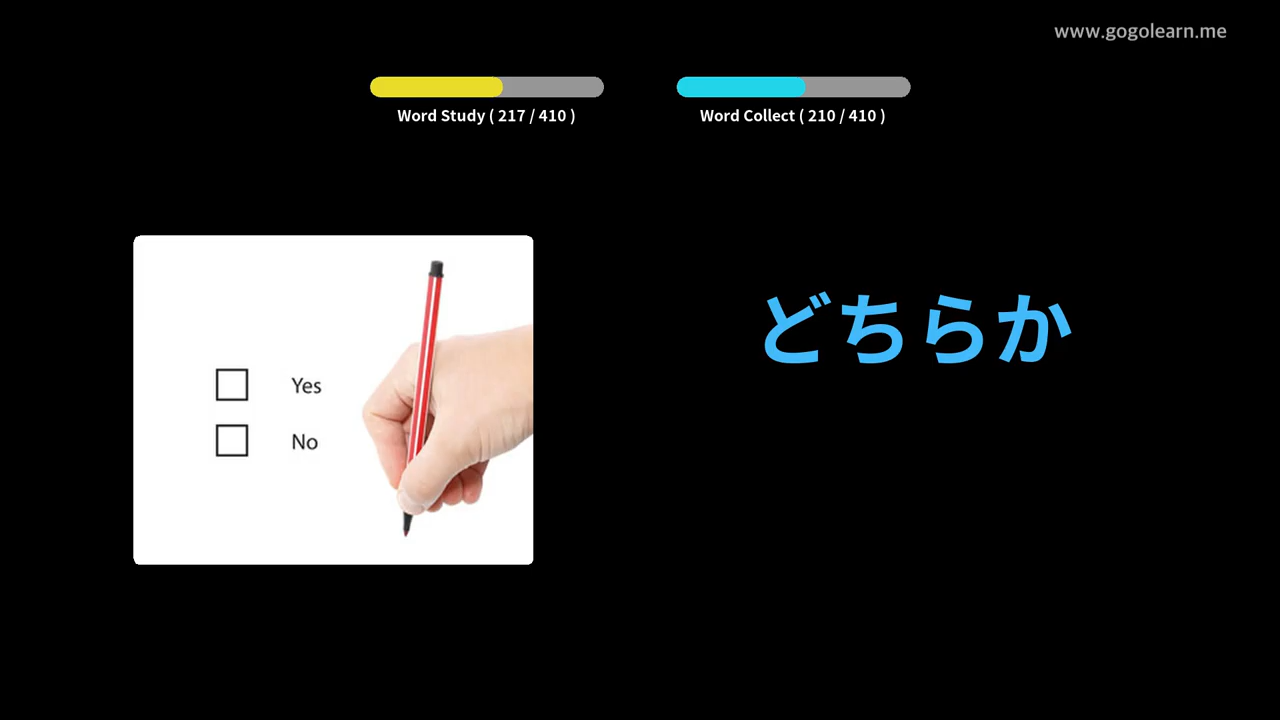 www.gogolearn.me
Word Study ( 217 / 410 )
Word Collect ( 210 / 410 )
Yes
No
どちらか